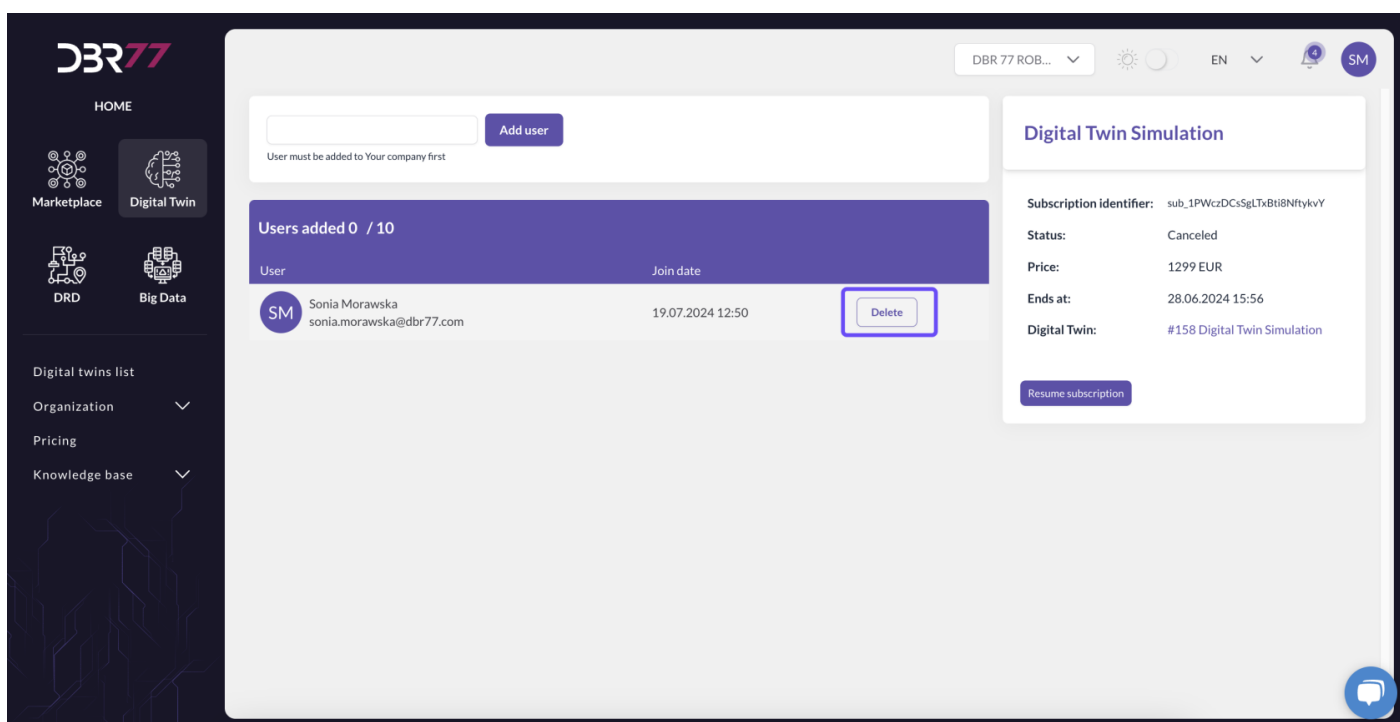 DBR77
HOME
Marketplace
Digital Twin
DRD
Big Data
Digital twins list
Organization
Pricing
Knowledge base
DBR 77 ROB...
EN
4
SM
Add user
User must be added to Your company first
Users added 0 / 10
User Join date
SM
Sonia Morawska
sonia.morawska@dbr77.com
19.07.2024 12:50
Delete
Digital Twin Simulation
Subscription identifier: sub_1PWczDCsSgLTxBti8NftykvY
Status: Canceled
Price: 1299 EUR
Ends at: 28.06.2024 15:56
Digital Twin: #158 Digital Twin Simulation
Resume subscription